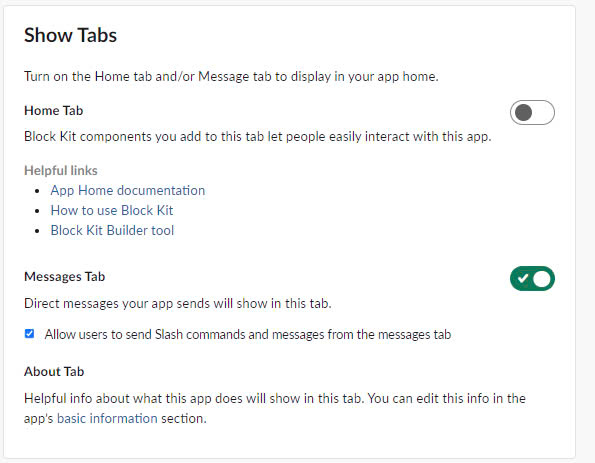 Show Tabs
Turn on the Home tab and/or Message tab to display in your app home.
Home Tab
Block Kit components you add to this tab let people easily interact with this app.
Helpful links
App Home documentation
How to use Block Kit
Block Kit Builder tool
Messages Tab
Direct messages your app sends will show in this tab.
Allow users to send Slash commands and messages from the messages tab
About Tab
Helpful info about what this app does will show in this tab. You can edit this info in the
app's basic information section.